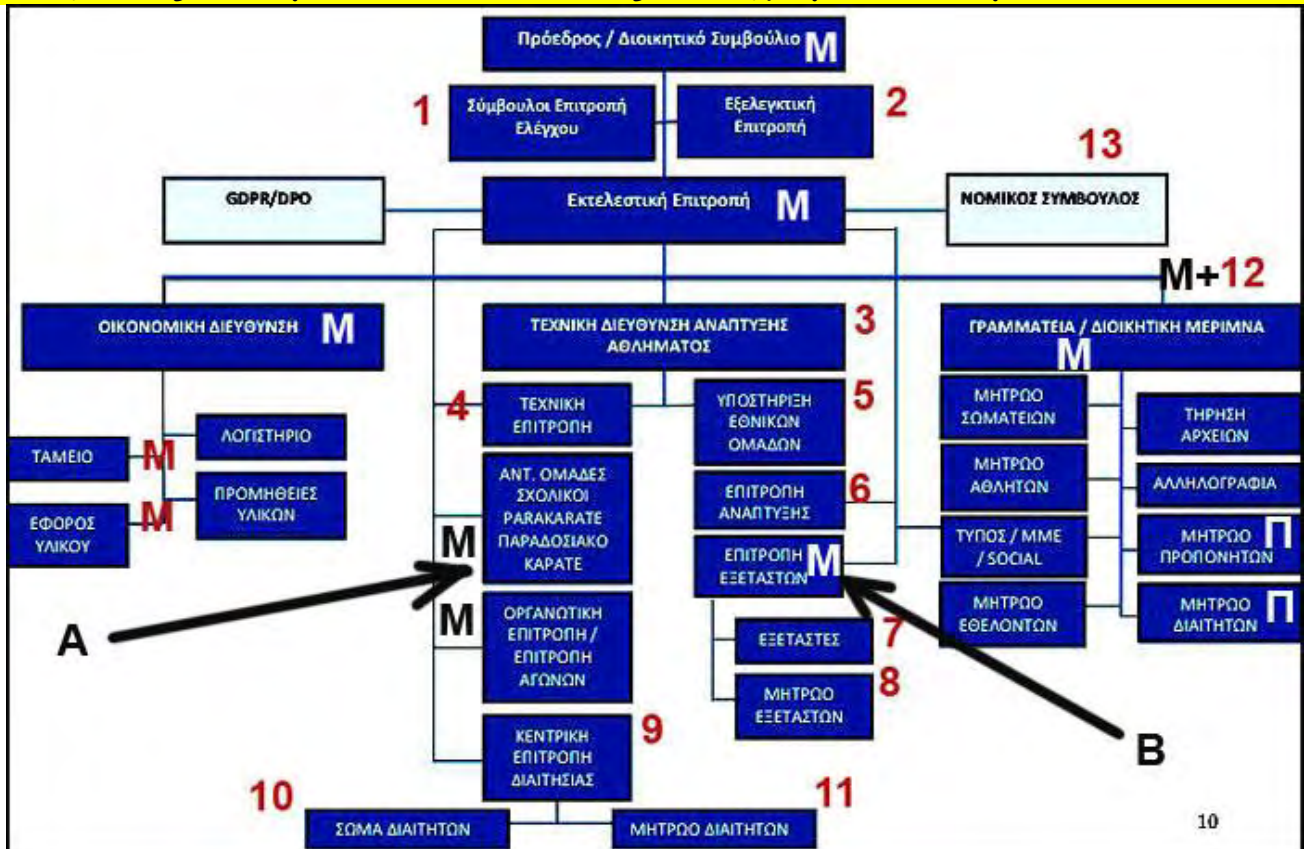 Πρόεδρος / Διοικητικό Συμβούλιο M
1
Σύμβουλοι Επιτροπή
Ελέγχου
Εξελεγκτική
Επιτροπή
2
13
GDPR/DPO
Εκτελεστική Επιτροπή M
ΝΟΜΙΚΟΣ ΣΥΜΒΟΥΛΟΣ
M+12
ΟΙΚΟΝΟΜΙΚΗ ΔΙΕΥΘΥΝΣΗ M
ΤΕΧΝΙΚΗ ΔΙΕΥΘΥΝΣΗ ΑΝΑΠΤΥΞΗΣ
ΑΘΛΗΜΑΤΟΣ
3
ΓΡΑΜΜΑΤΕΙΑ / ΔΙΟΙΚΗΤΙΚΗ ΜΕΡΙΜΝΑ
M
4
ΤΕΧΝΙΚΗ
ΕΠΙΤΡΟΠΗ
ΥΠΟΣΤΗΡΙΞΗ
ΕΘΝΙΚΩΝ
ΟΜΑΔΩΝ
5
ΜΗΤΡΩΟ
ΣΩΜΑΤΕΙΩΝ
ΤΗΡΗΣΗ
ΑΡΧΕΙΩΝ
ΤΑΜΕΙΟ
M
ΛΟΓΙΣΤΗΡΙΟ
ΕΦΟΡΟΣ
ΥΛΙΚΟΥ
M
ΠΡΟΜΗΘΕΙΕΣ
ΥΛΙΚΩΝ
ΑΝΤ. ΟΜΑΔΕΣ
ΣΧΟΛΙΚΟΙ
PARAKARATE
ΠΑΡΑΔΟΣΙΑΚΟ
ΚΑΡΑΤΕ
M
ΕΠΙΤΡΟΠΗ
ΑΝΑΠΤΥΞΗΣ
6
ΜΗΤΡΩΟ
ΑΘΛΗΤΩΝ
ΑΛΛΗΛΟΓΡΑΦΙΑ
ΕΠΙΤΡΟΠΗ
ΕΞΕΤΑΣΤΩΝ
M
ΤΥΠΟΣ / ΜΜΕ
/ SOCIAL
ΜΗΤΡΩΟ
ΠΡΟΠΟΝΗΤΩΝ
Π
A
M
ΟΡΓΑΝΩΤΙΚΗ
ΕΠΙΤΡΟΠΗ /
ΕΠΙΤΡΟΠΗ
ΑΓΩΝΩΝ
ΕΞΕΤΑΣΤΕΣ
7
ΜΗΤΡΩΟ
ΕΘΕΛΟΝΤΩΝ
ΜΗΤΡΩΟ
ΔΙΑΙΤΗΤΩΝ
Π
ΜΗΤΡΩΟ
ΕΞΕΤΑΣΤΩΝ
8
ΚΕΝΤΡΙΚΗ
ΕΠΙΤΡΟΠΗ
ΔΙΑΙΤΗΣΙΑΣ
9
B
10
ΣΩΜΑ ΔΙΑΙΤΗΤΩΝ
ΜΗΤΡΩΟ ΔΙΑΙΤΗΤΩΝ
11
10